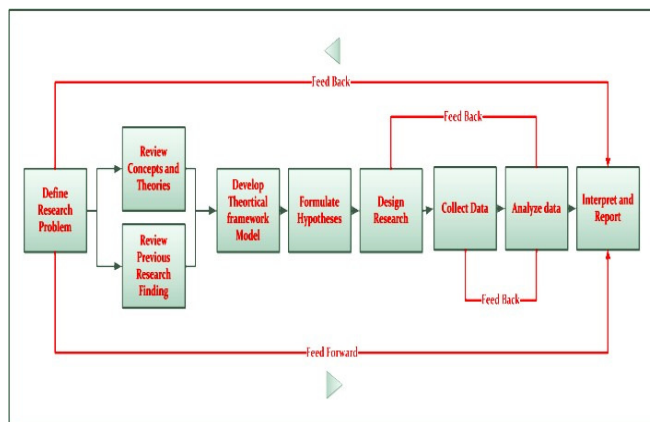 Feed Back
Feed Back
Define
Research
Problem
Review
Concepts and
Theories
Review
Previous
Research
Finding
Develop
Theortical
framework
Model
Formulate
Hypotheses
Design
Research
Collect Data
Analyze data
Interpret and
Report
Feed Back
Feed Forward